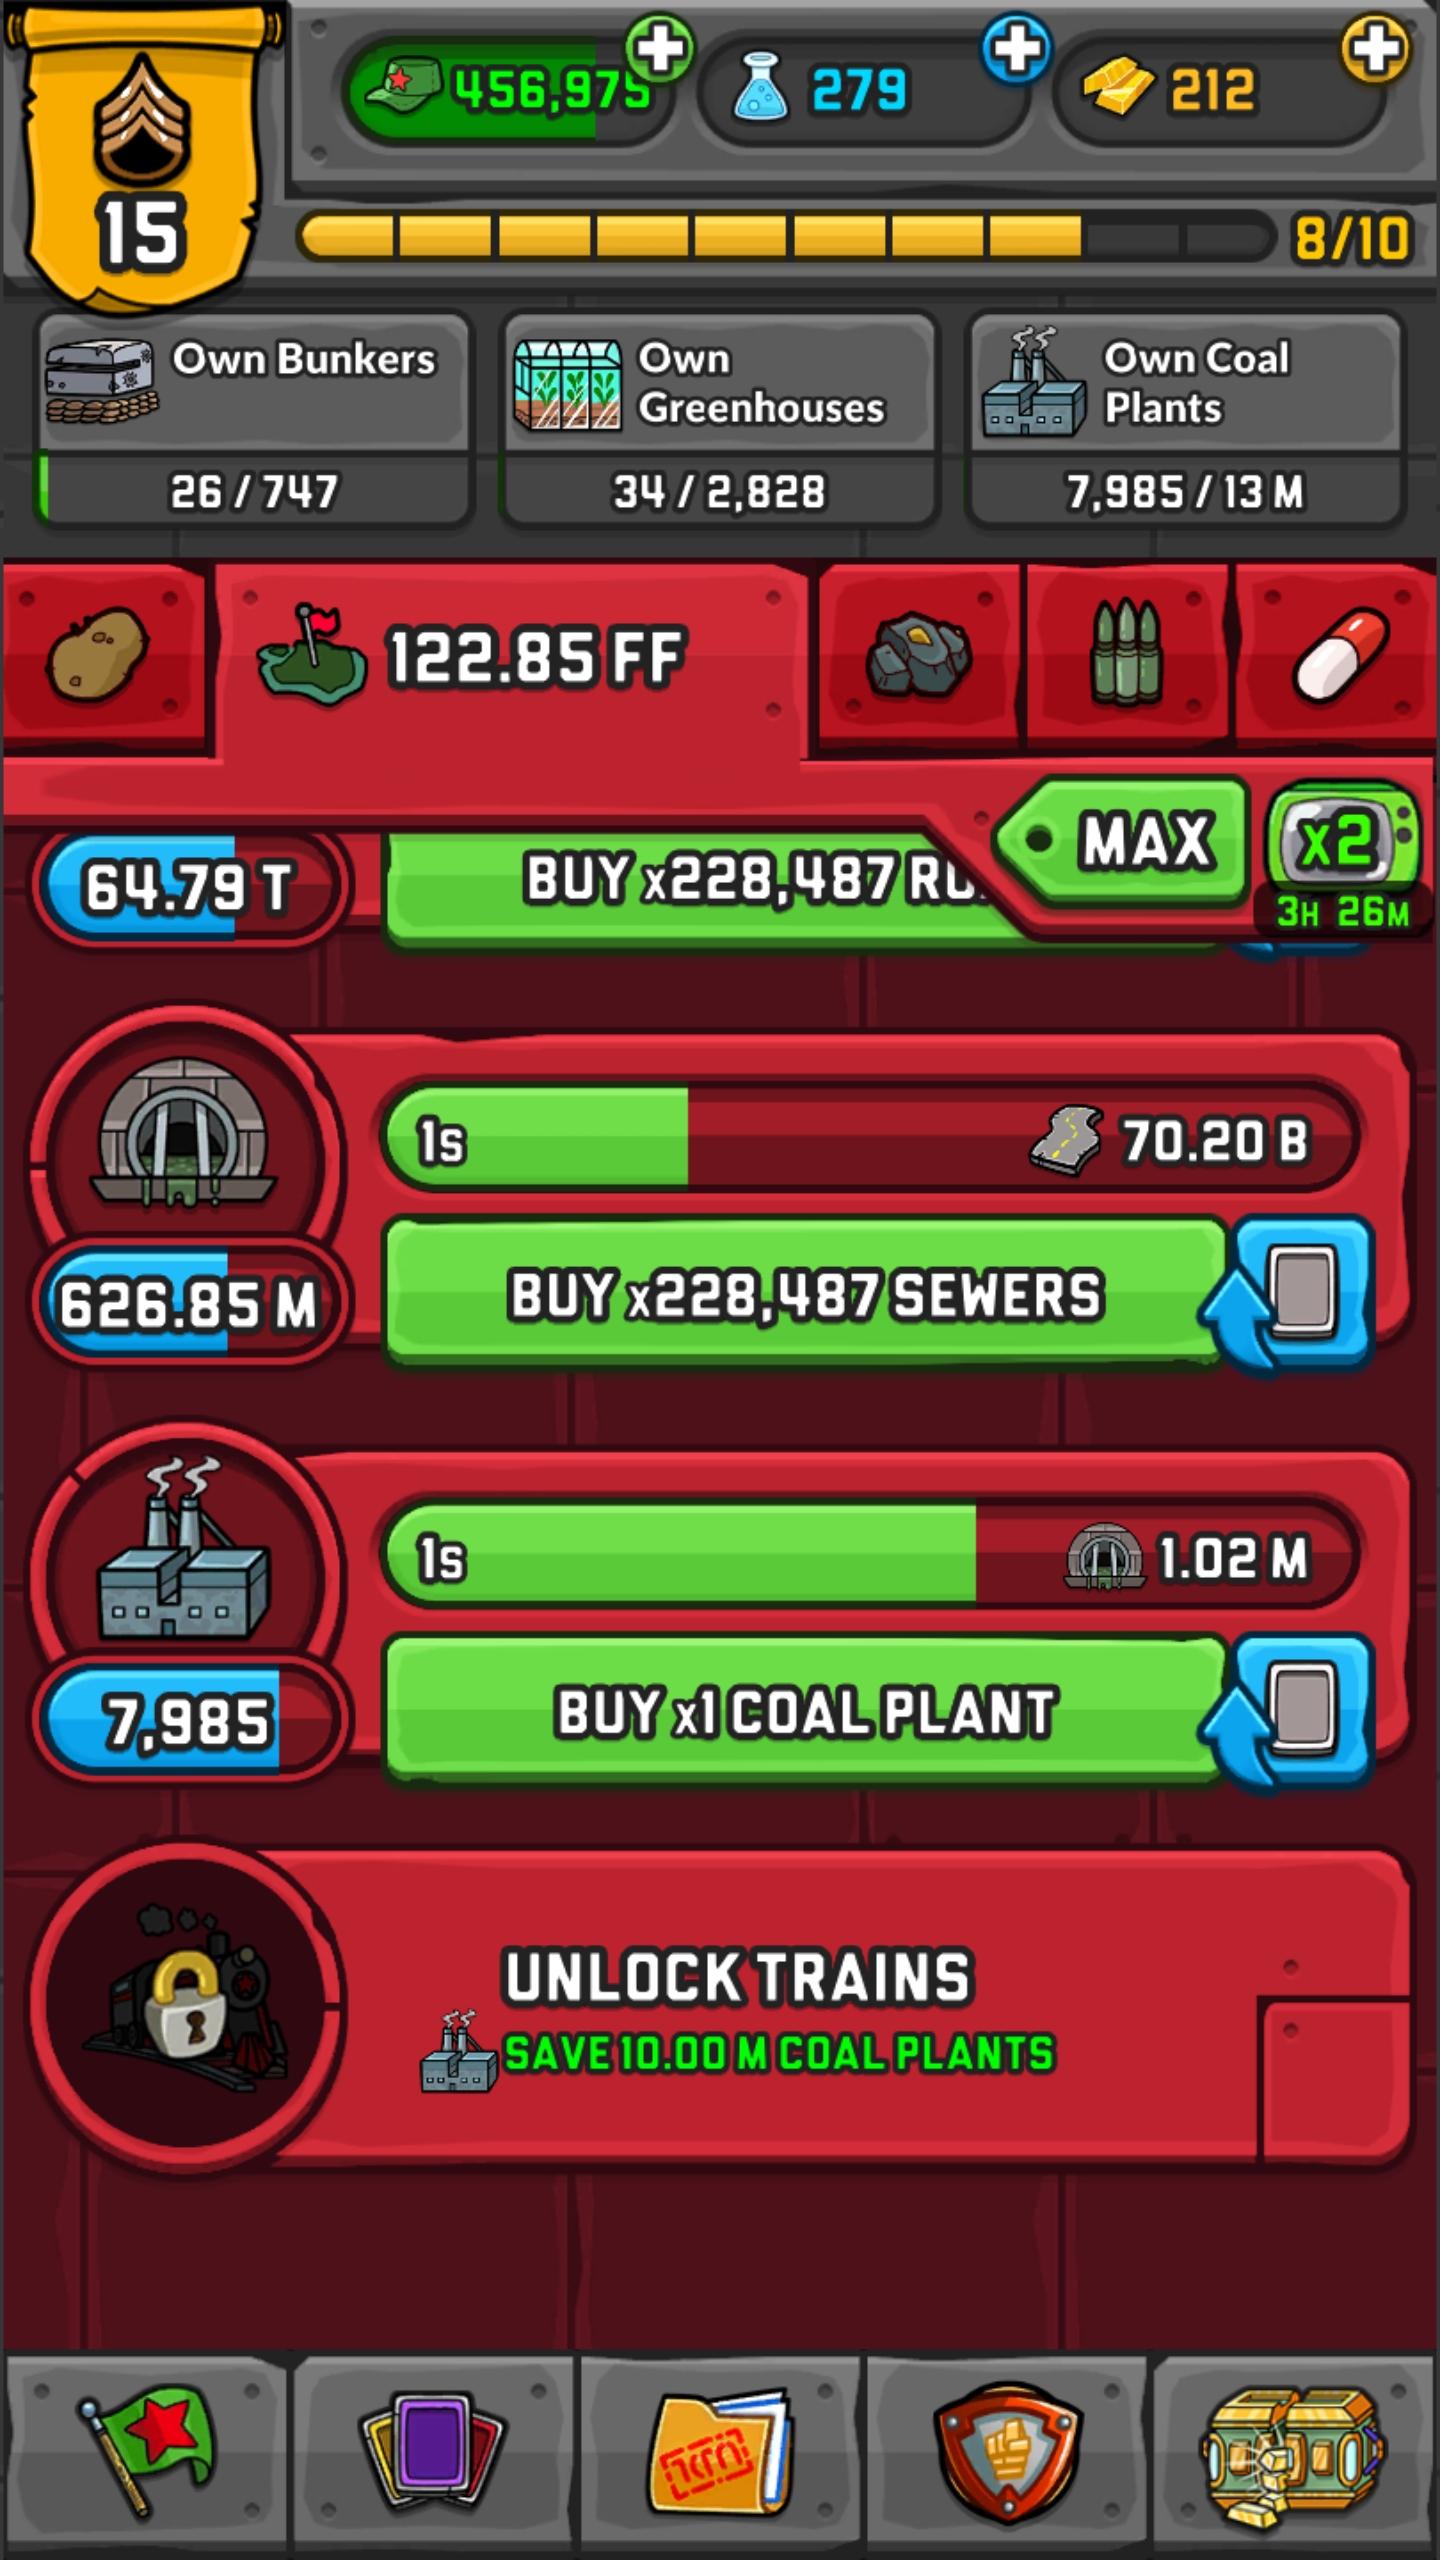 456,975
279
212
15
8/10
Own Bunkers
26 / 747
Own
Greenhouses
34 / 2,828
Own Coal
Plants
7,985 / 13 M
122.85 FF
MAX
x2
3H 26M
64.79 T
BUY x228,487
1s
70.20 B
626.85 M
BUY x228,487 SEWERS
1s
1.02 M
7,985
BUY x1 COAL PLANT
UNLOCK TRAINS
SAVE 10.00 M COAL PLANTS